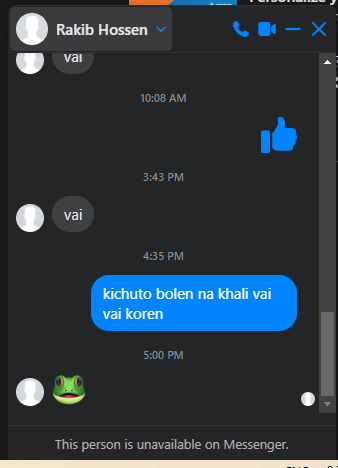 Rakib Hossen
vai
10:08 AM
3:43 PM
vai
4:35 PM
kichuto bolen na khali vai
vai koren
5:00 PM
This person is unavailable on Messenger.